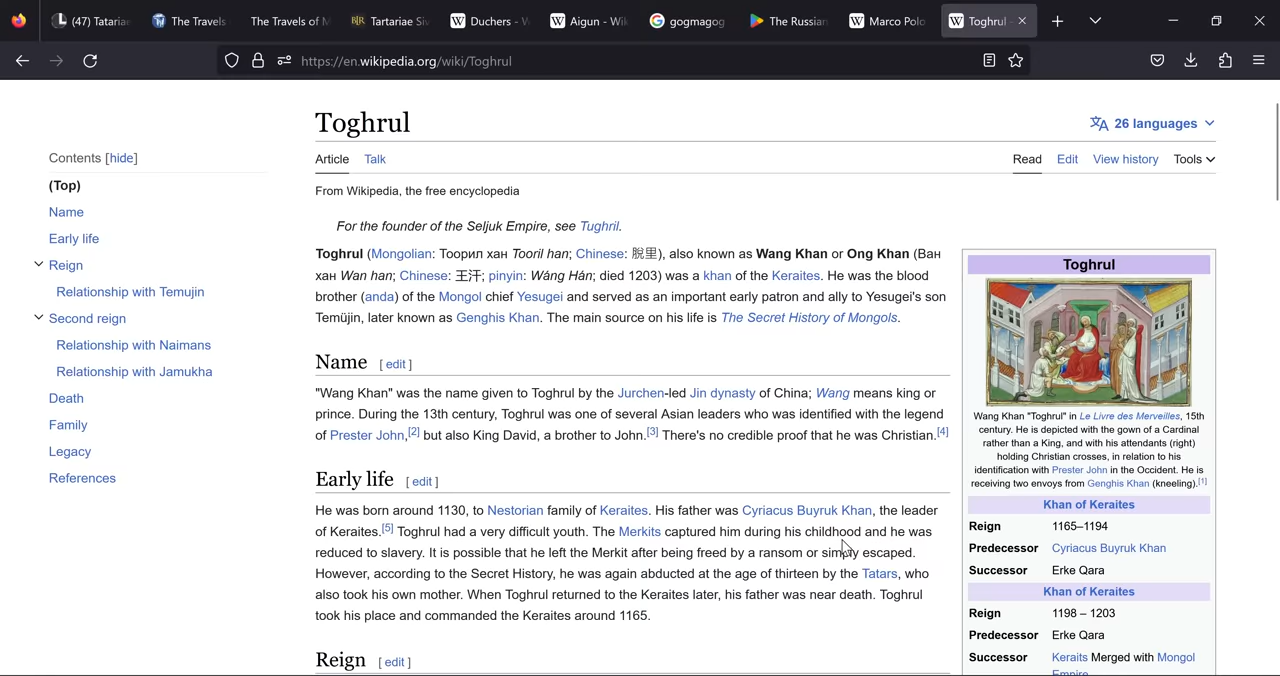 (47) Tatariae
The Travels
The Travels of M
Tartariae Siv
Duchers - W
Aigun - Wik
gogmagog
The Russian
Marco Polo
Toghrul -
https://en.wikipedia.org/wiki/Toghrul
Toghrul
26 languages
Contents [hide]
(Top)
Name
Early life
Reign
Relationship with Temujin
Second reign
Relationship with Naimans
Relationship with Jamukha
Death
Family
Legacy
References
Article Talk
Read Edit View history Tools
From Wikipedia, the free encyclopedia
For the founder of the Seljuk Empire, see Tughril.
Toghrul (Mongolian: Тоорил хан Tooril han; Chinese: 脫里), also known as Wang Khan or Ong Khan (Ван
хан Wan han; Chinese: 王汗; pinyin: Wáng Hán; died 1203) was a khan of the Keraites. He was the blood
brother (anda) of the Mongol chief Yesugei and served as an important early patron and ally to Yesugei's son
Temüjin, later known as Genghis Khan. The main source on his life is The Secret History of Mongols.
Name [ edit ]
"Wang Khan" was the name given to Toghrul by the Jurchen-led Jin dynasty of China; Wang means king or
prince. During the 13th century, Toghrul was one of several Asian leaders who was identified with the legend
of Prester John,[2] but also King David, a brother to John.[3] There's no credible proof that he was Christian.[4]
Early life [ edit ]
He was born around 1130, to Nestorian family of Keraites. His father was Cyriacus Buyruk Khan, the leader
of Keraites.[5] Toghrul had a very difficult youth. The Merkits captured him during his childhood and he was
reduced to slavery. It is possible that he left the Merkit after being freed by a ransom or simply escaped.
However, according to the Secret History, he was again abducted at the age of thirteen by the Tatars, who
also took his own mother. When Toghrul returned to the Keraites later, his father was near death. Toghrul
took his place and commanded the Keraites around 1165.
Reign [ edit ]
Toghrul
Wang Khan "Toghrul" in Le Livre des Merveilles, 15th
century. He is depicted with the gown of a Cardinal
rather than a King, and with his attendants (right)
holding Christian crosses, in relation to his
identification with Prester John in the Occident. He is
receiving two envoys from Genghis Khan (kneeling).[1]
Khan of Keraites
Reign 1165–1194
Predecessor Cyriacus Buyruk Khan
Successor Erke Qara
Khan of Keraites
Reign 1198 – 1203
Predecessor Erke Qara
Successor Keraits Merged with Mongol
Empire